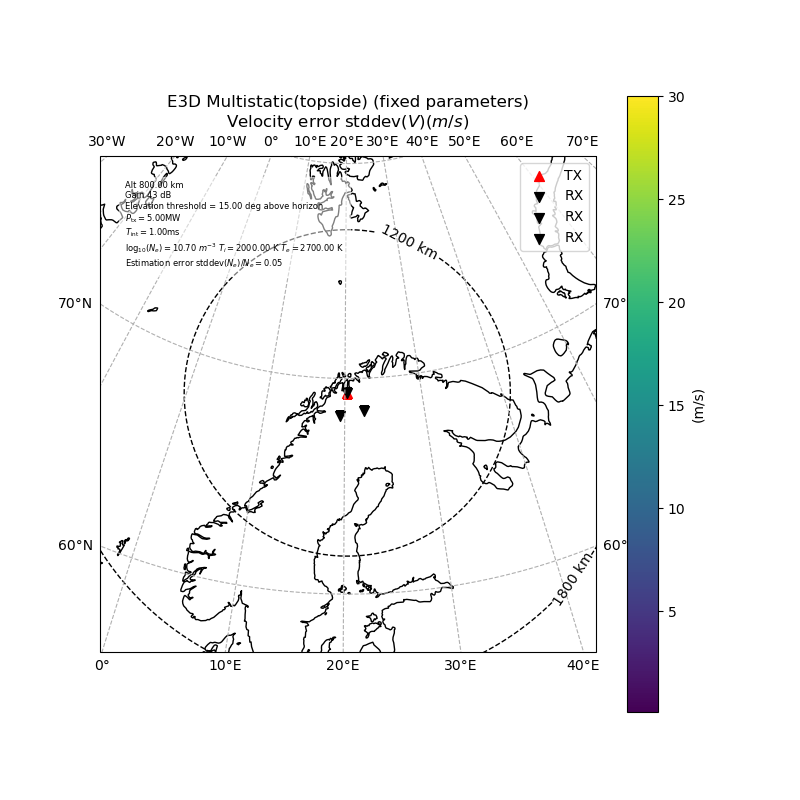 E3D Multistatic(topside) (fixed parameters)
Velocity error stddev(V)(m/s)
30°W 20°W 10°W 0° 10°E 20°E 30°E 40°E 50°E 60°E 70°E
Alt 800.00 km
Gain 43 dB
Elevation threshold = 15.00 deg above horizon
P_tx = 5.00MW
T_int = 1.00ms
log₁₀(N_e) = 10.70 m⁻³ T_i = 2000.00 K T_e = 2700.00 K
Estimation error stddev(N_e)/N_e = 0.05
TX
RX
RX
RX
1200 km
1800 km
70°N
70°
60°N
60°
0° 10°E 20°E 30°E 40°E
30
25
20
15
10
5
(m/s)